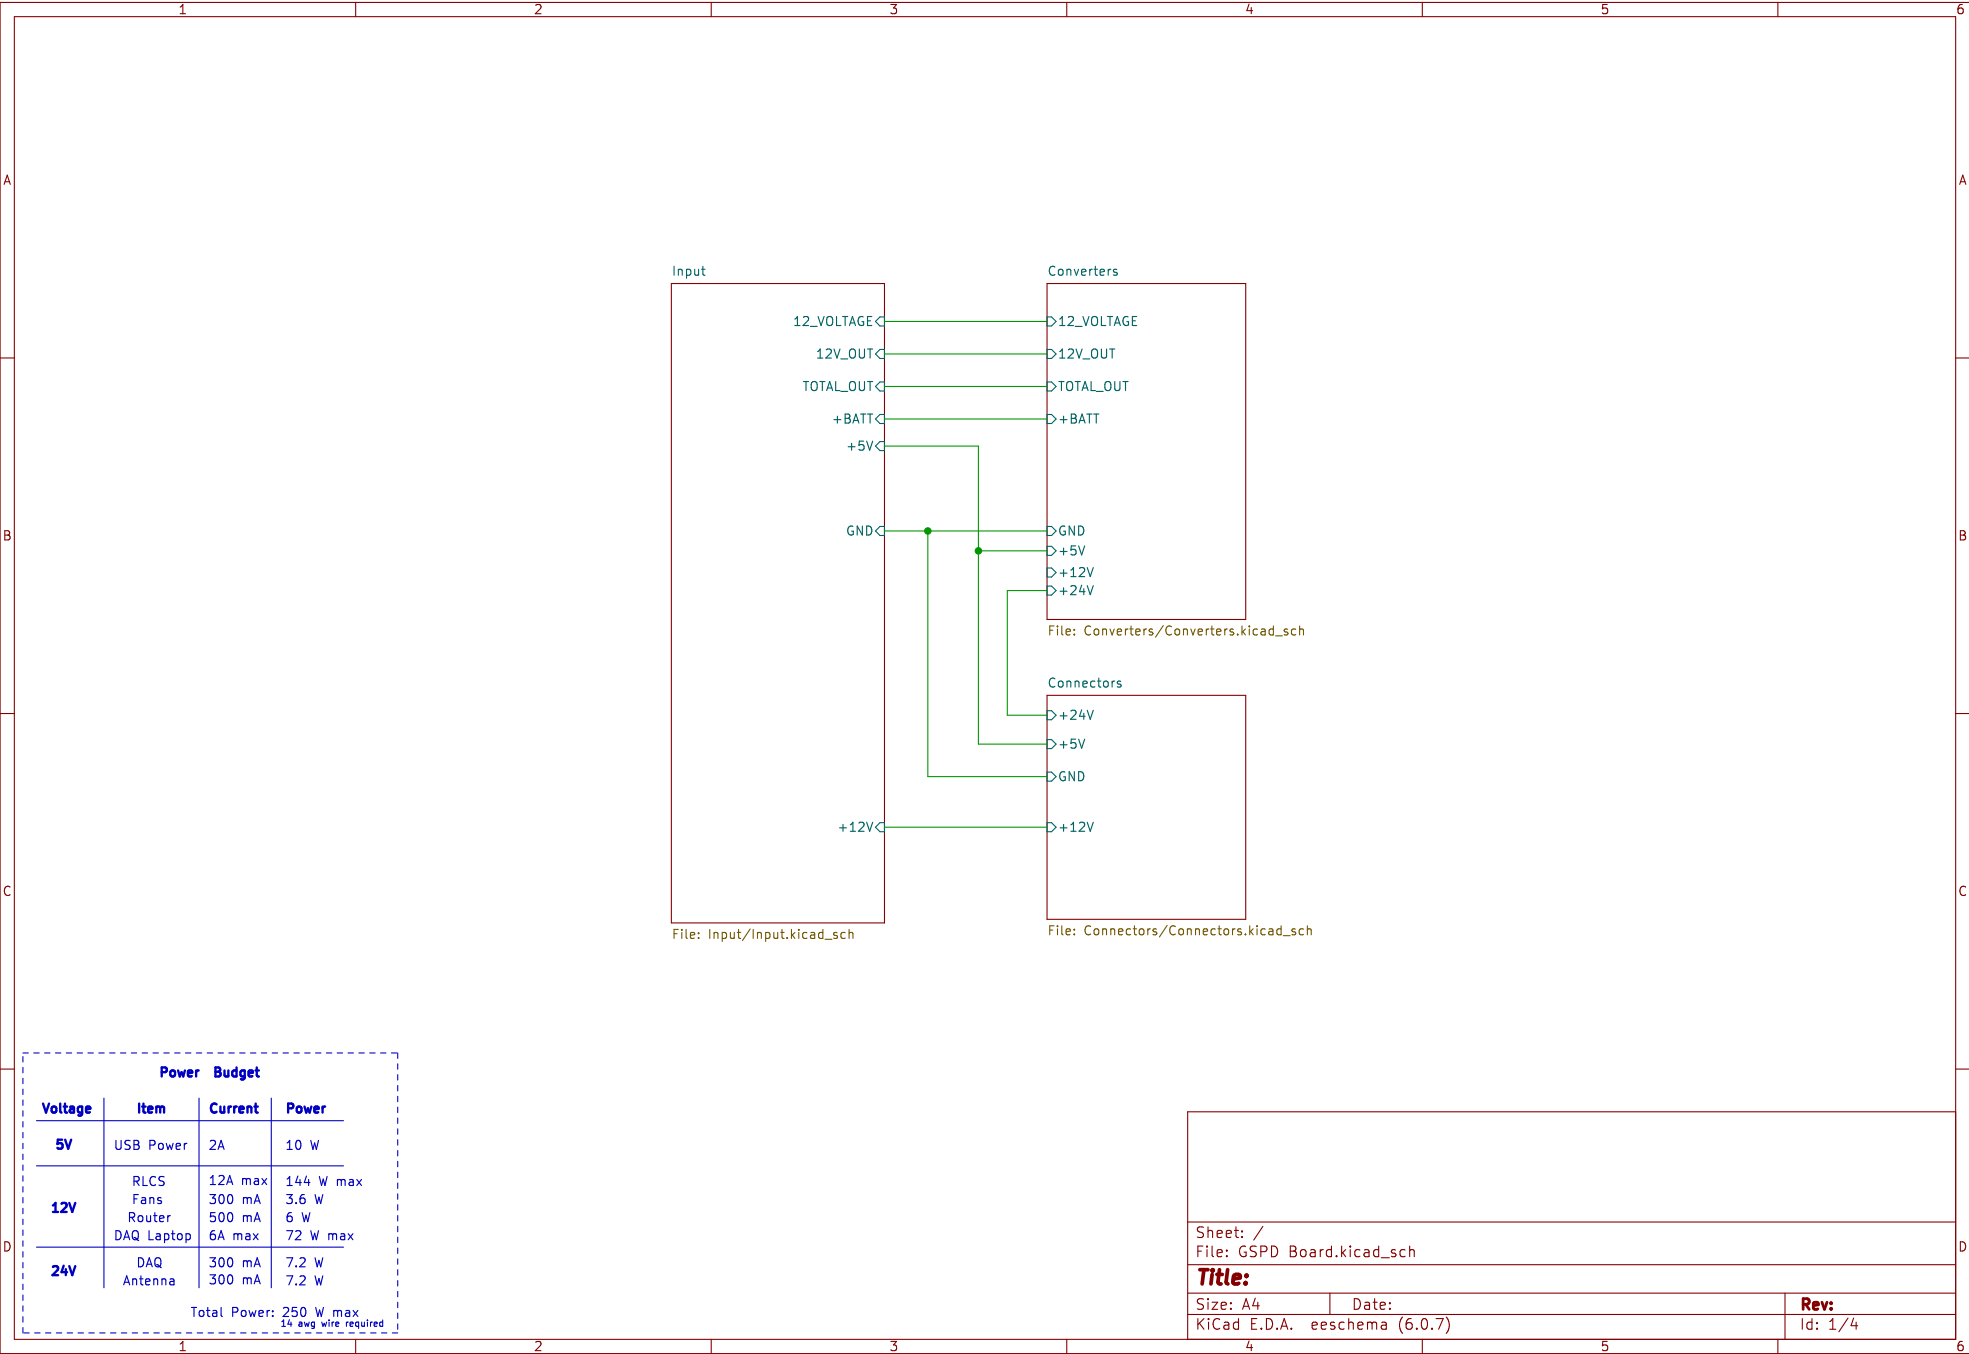 1 2 3 4 5 6
A A
B B
C C
D D
1 2 3 4 5 6
Input
12_VOLTAGE
12V_OUT
TOTAL_OUT
+BATT
+5V
GND
+12V
File: Input/Input.kicad_sch
Converters
12_VOLTAGE
12V_OUT
TOTAL_OUT
+BATT
GND
+5V
+12V
+24V
File: Converters/Converters.kicad_sch
Connectors
+24V
+5V
GND
+12V
File: Connectors/Connectors.kicad_sch
Power Budget
Voltage Item Current Power
5V USB Power 2A 10 W
12V
RLCS 12A max 144 W max
Fans 300 mA 3.6 W
Router 500 mA 6 W
DAQ Laptop 6A max 72 W max
24V
DAQ 300 mA 7.2 W
Antenna 300 mA 7.2 W
Total Power: 250 W max
14 awg wire required
Sheet: /
File: GSPD Board.kicad_sch
Title:
Size: A4 Date: Rev:
KiCad E.D.A. eeschema (6.0.7) Id: 1/4